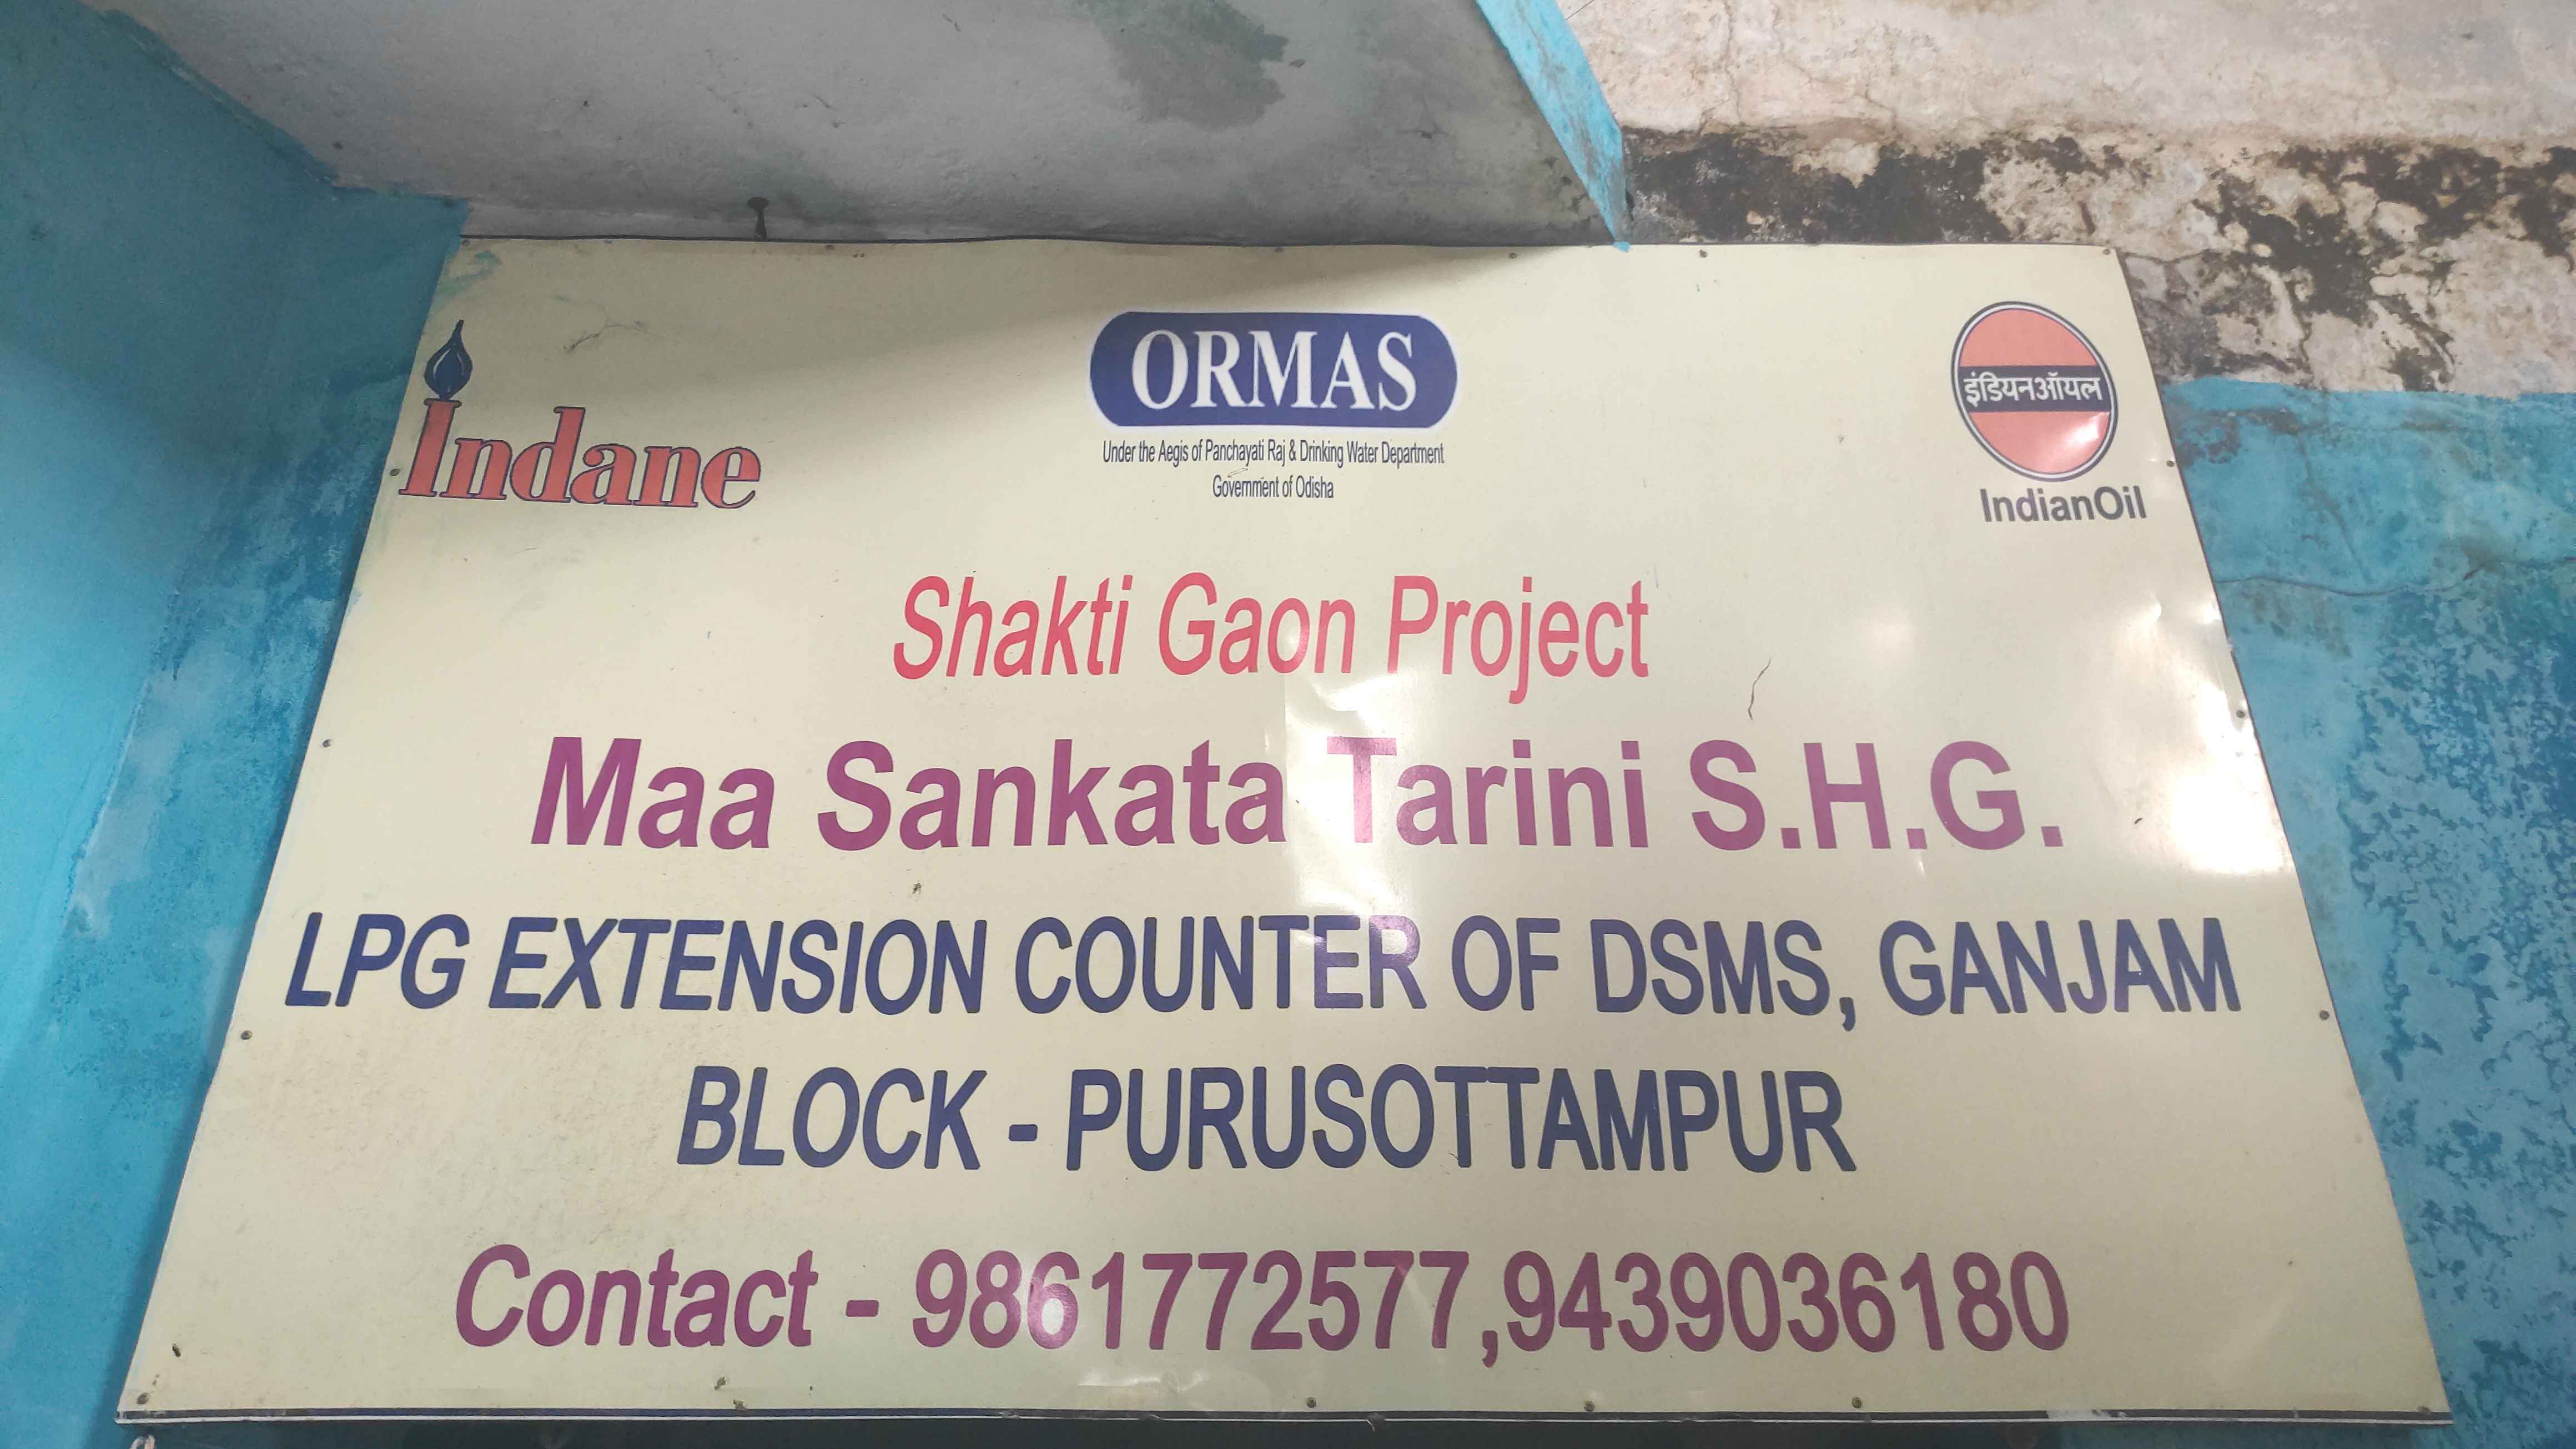 Indane
ORMAS
Under the Aegis of Panchayati Raj & Drinking Water Department
Government of Odisha
इंडियनऑयल
IndianOil
Shakti Gaon Project
Maa Sankata Tarini S.H.G.
LPG EXTENSION COUNTER OF DSMS, GANJAM
BLOCK - PURUSOTTAMPUR
Contact - 9861772577,9439036180